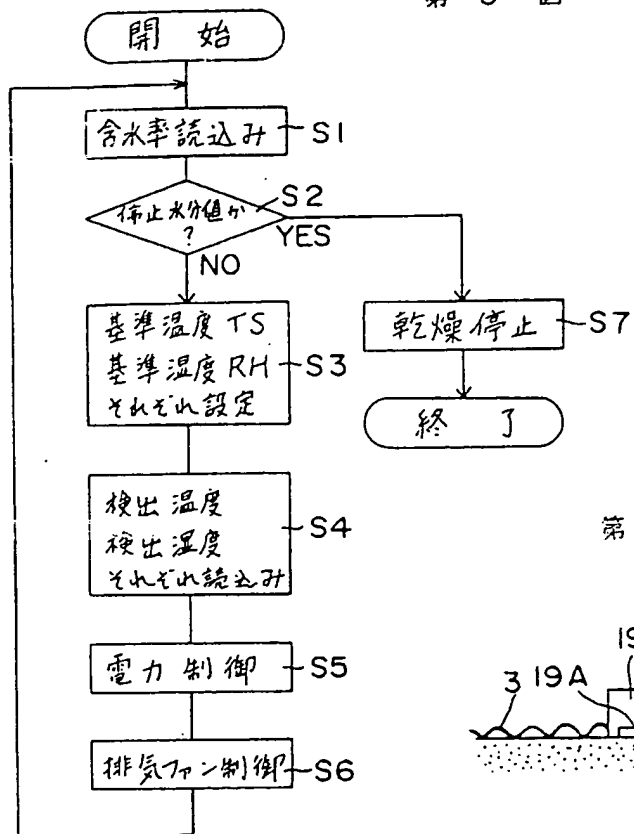 開 始
含水率読込み S1
停止水分値か
?
S2
YES
NO
基準温度 TS
基準湿度 RH
それぞれ設定
S3
乾燥停止 S7
終 了
検出温度
検出湿度
それぞれ読込み
S4
電力制御 S5
排気ファン制御 S6
第
19
3 19A